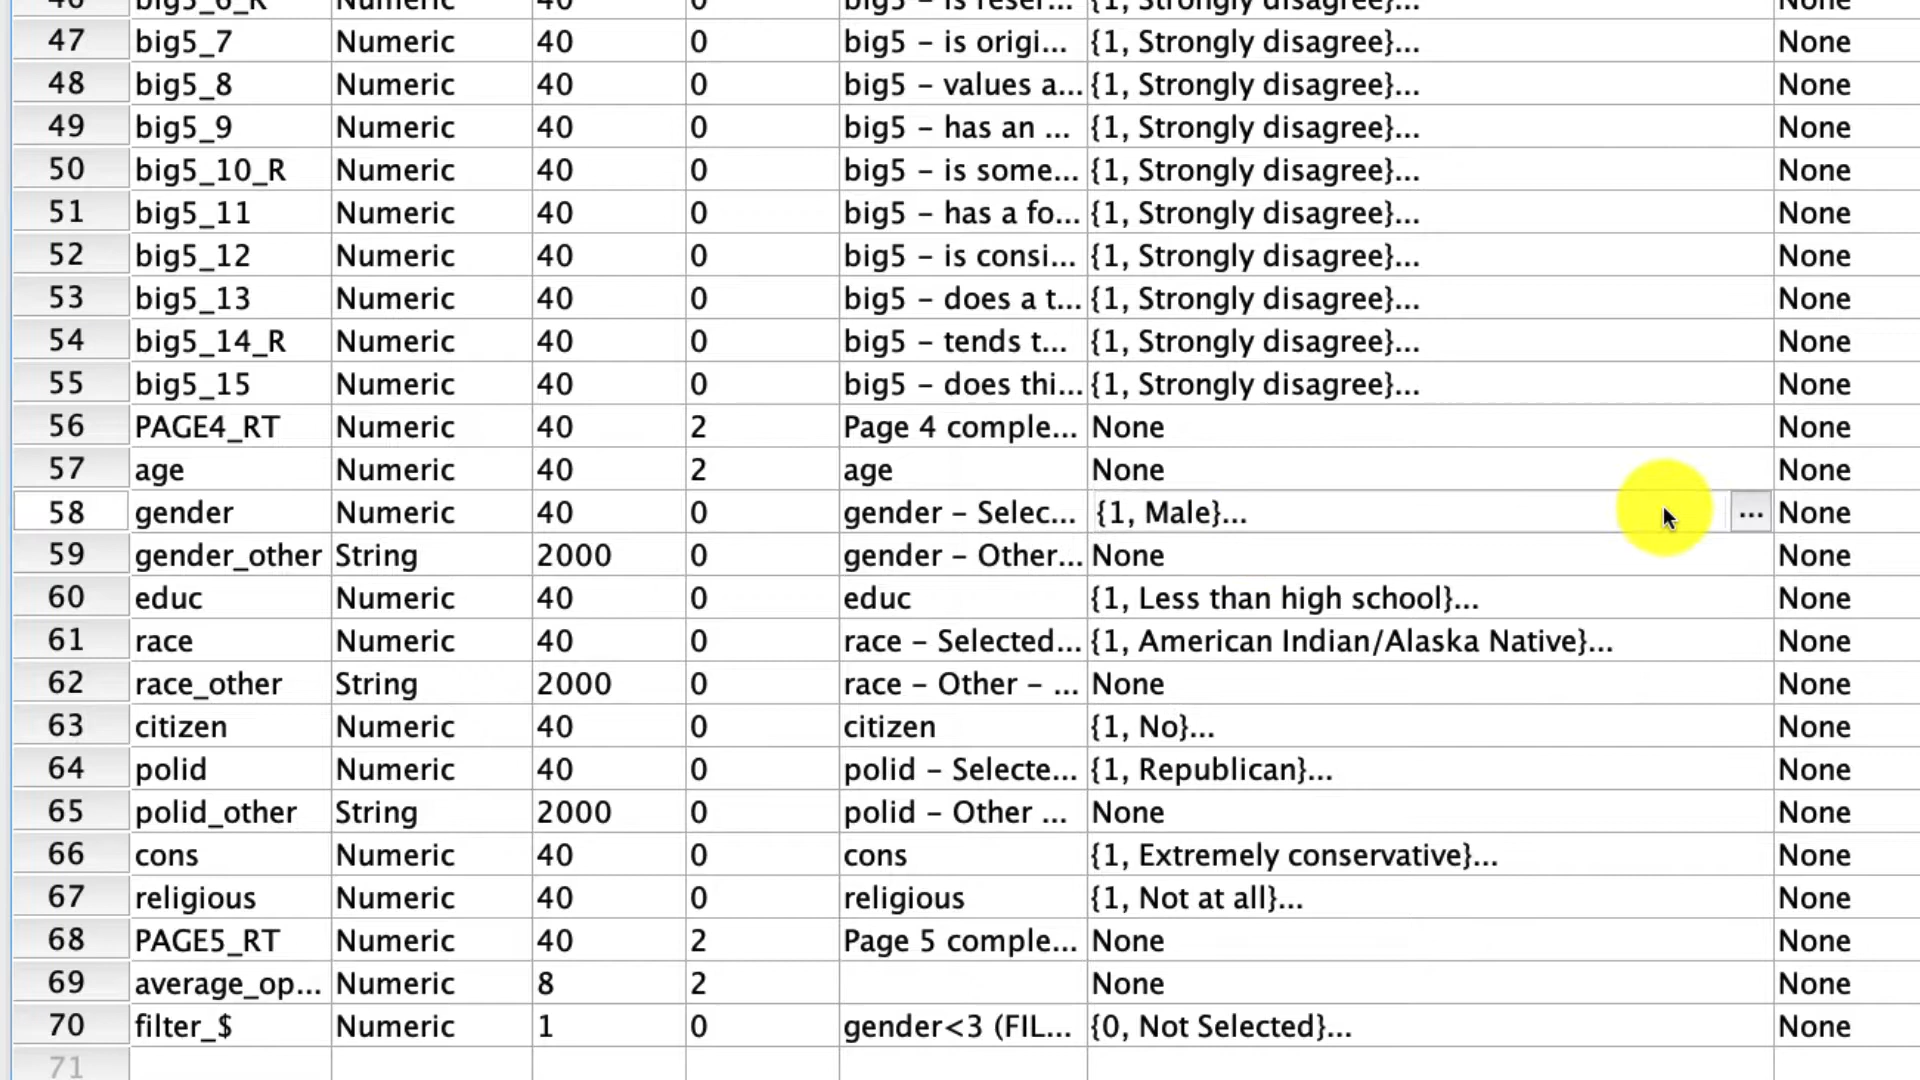 46 big5_6_R Numeric 40 0 big5 – is reser... {1, Strongly disagree}... None
47 big5_7 Numeric 40 0 big5 – is origi... {1, Strongly disagree}... None
48 big5_8 Numeric 40 0 big5 – values a... {1, Strongly disagree}... None
49 big5_9 Numeric 40 0 big5 – has an ... {1, Strongly disagree}... None
50 big5_10_R Numeric 40 0 big5 – is some... {1, Strongly disagree}... None
51 big5_11 Numeric 40 0 big5 – has a fo... {1, Strongly disagree}... None
52 big5_12 Numeric 40 0 big5 – is consi... {1, Strongly disagree}... None
53 big5_13 Numeric 40 0 big5 – does a t... {1, Strongly disagree}... None
54 big5_14_R Numeric 40 0 big5 – tends t... {1, Strongly disagree}... None
55 big5_15 Numeric 40 0 big5 – does thi... {1, Strongly disagree}... None
56 PAGE4_RT Numeric 40 2 Page 4 comple... None None
57 age Numeric 40 2 age None None
58 gender Numeric 40 0 gender – Selec... {1, Male}... ... None
59 gender_other String 2000 0 gender – Other... None None
60 educ Numeric 40 0 educ {1, Less than high school}... None
61 race Numeric 40 0 race – Selected... {1, American Indian/Alaska Native}... None
62 race_other String 2000 0 race – Other – ... None None
63 citizen Numeric 40 0 citizen {1, No}... None
64 polid Numeric 40 0 polid – Selecte... {1, Republican}... None
65 polid_other String 2000 0 polid – Other ... None None
66 cons Numeric 40 0 cons {1, Extremely conservative}... None
67 religious Numeric 40 0 religious {1, Not at all}... None
68 PAGE5_RT Numeric 40 2 Page 5 comple... None None
69 average_op... Numeric 8 2 None None
70 filter_$ Numeric 1 0 gender<3 (FIL... {0, Not Selected}... None
71